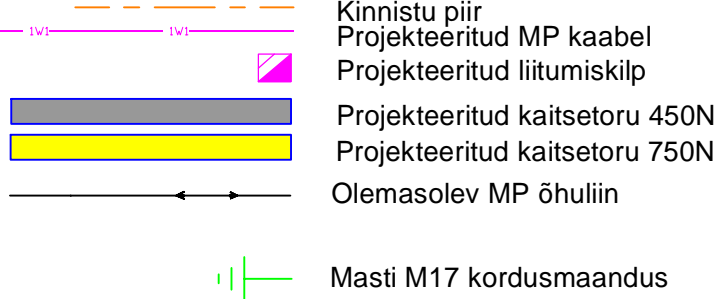 Kinnistu piir
1W1 1W1 Projekteeritud MP kaabel
Projekteeritud liitumiskilp
Projekteeritud kaitsetoru 450N
Projekteeritud kaitsetoru 750N
Olemasolev MP õhuliin
Masti M17 kordusmaandus